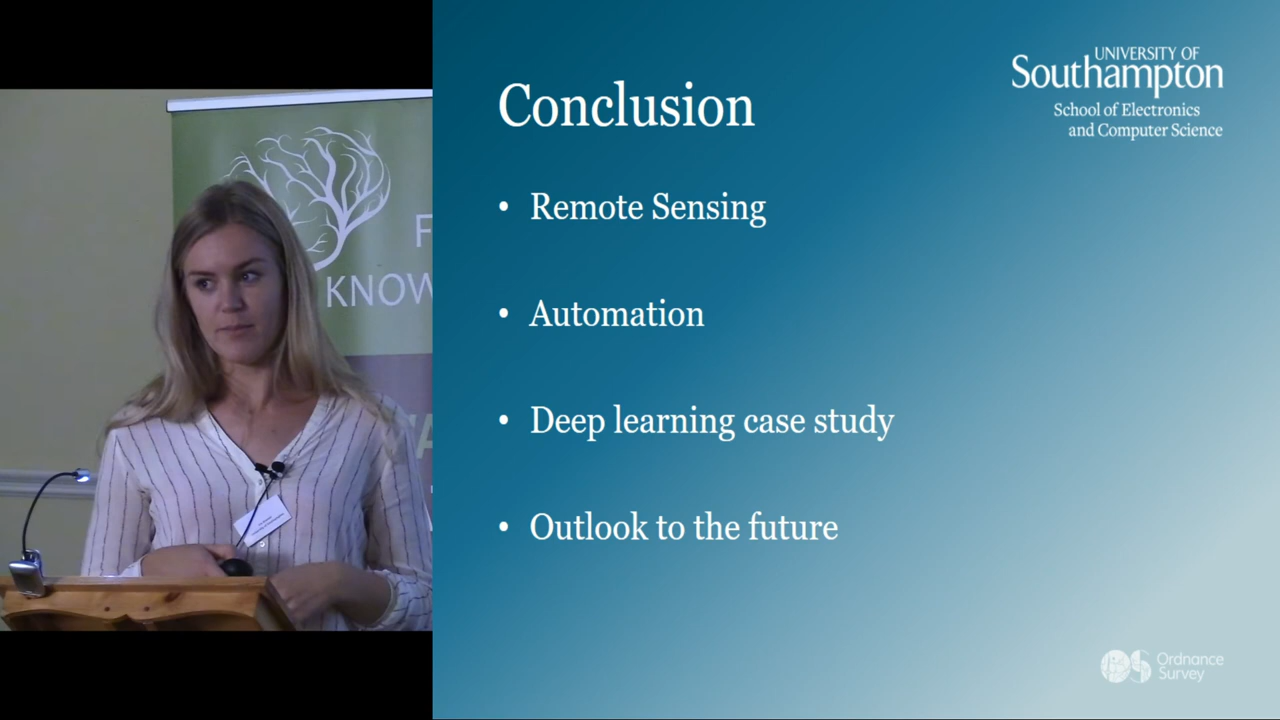 Conclusion
• Remote Sensing
• Automation
• Deep learning case study
• Outlook to the future
UNIVERSITY OF
Southampton
School of Electronics
and Computer Science
Ordnance
Survey
KNOW